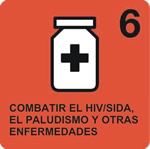 6
COMBATIR EL HIV/SIDA,
EL PALUDISMO Y OTRAS
ENFERMEDADES